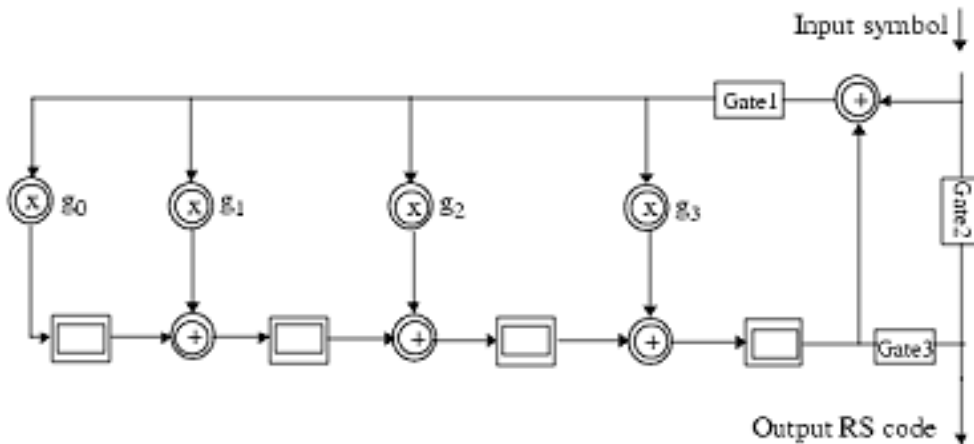 Input symbol
Gate1
+
x g0
x g1
x g2
x g3
Gate2
+
+
+
Gate3
Output RS code